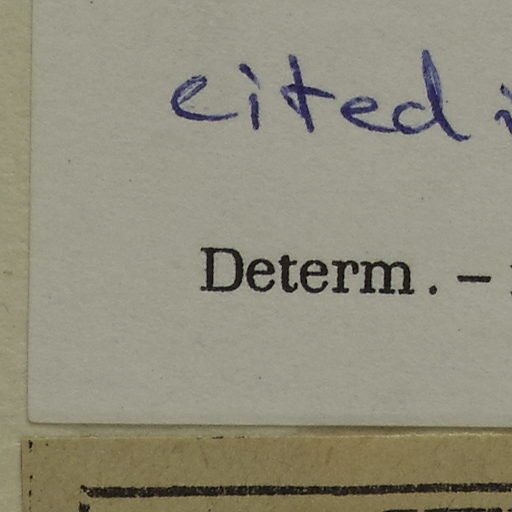 cited
Determ. –